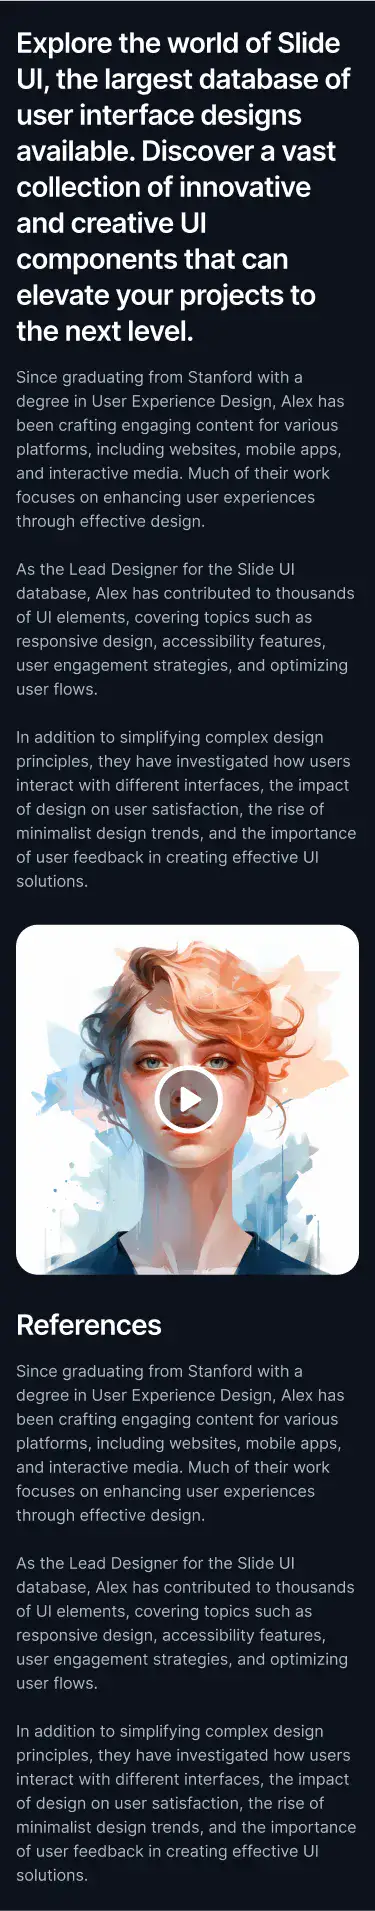 Explore the world of Slide
UI, the largest database of
user interface designs
available. Discover a vast
collection of innovative
and creative UI
components that can
elevate your projects to
the next level.
Since graduating from Stanford with a
degree in User Experience Design, Alex has
been crafting engaging content for various
platforms, including websites, mobile apps,
and interactive media. Much of their work
focuses on enhancing user experiences
through effective design.
As the Lead Designer for the Slide UI
database, Alex has contributed to thousands
of UI elements, covering topics such as
responsive design, accessibility features,
user engagement strategies, and optimizing
user flows.
In addition to simplifying complex design
principles, they have investigated how users
interact with different interfaces, the impact
of design on user satisfaction, the rise of
minimalist design trends, and the importance
of user feedback in creating effective UI
solutions.
References
Since graduating from Stanford with a
degree in User Experience Design, Alex has
been crafting engaging content for various
platforms, including websites, mobile apps,
and interactive media. Much of their work
focuses on enhancing user experiences
through effective design.
As the Lead Designer for the Slide UI
database, Alex has contributed to thousands
of UI elements, covering topics such as
responsive design, accessibility features,
user engagement strategies, and optimizing
user flows.
In addition to simplifying complex design
principles, they have investigated how users
interact with different interfaces, the impact
of design on user satisfaction, the rise of
minimalist design trends, and the importance
of user feedback in creating effective UI
solutions.